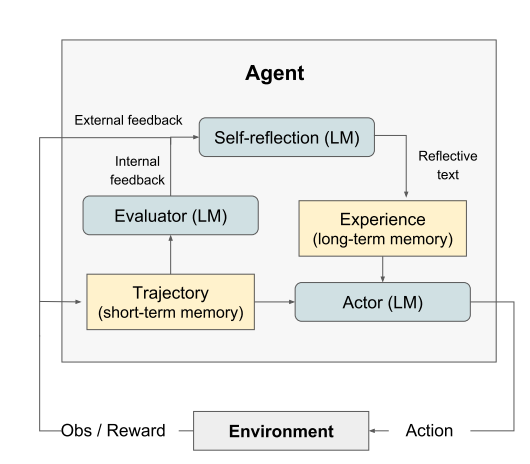 Agent
External feedback
Self-reflection (LM)
Internal
feedback
Reflective
text
Evaluator (LM)
Experience
(long-term memory)
Trajectory
(short-term memory)
Actor (LM)
Obs / Reward
Environment
Action